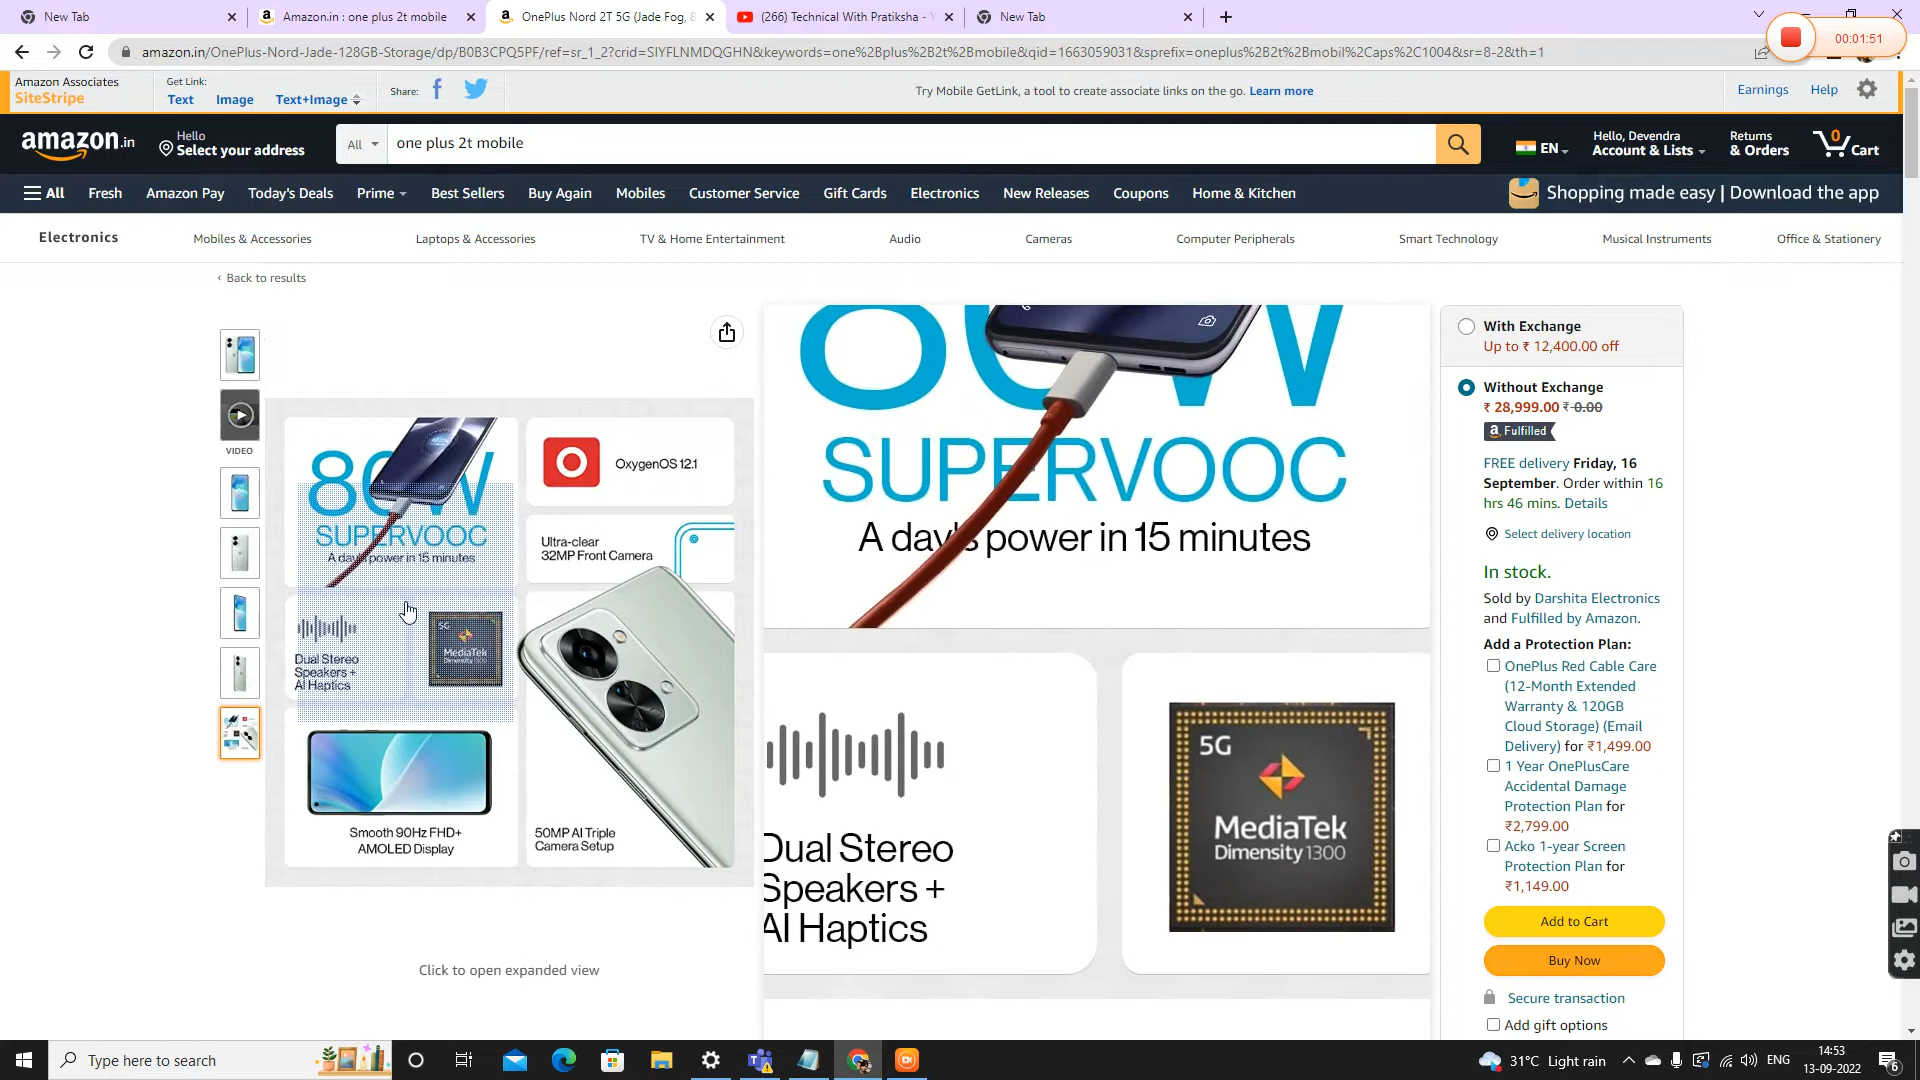 New Tab
Amazon.in : one plus 2t mobile
OnePlus Nord 2T 5G (Jade Fog, 8
(266) Technical With Pratiksha - Y
New Tab
amazon.in/OnePlus-Nord-Jade-128GB-Storage/dp/B0B3CPQ5PF/ref=sr_1_2?crid=SIYFLNMDQGHN&keywords=one%2Bplus%2B2t%2Bmobile&qid=1663059031&sprefix=oneplus%2B2t%2Bmobil%2Caps%2C1004&sr=8-2&th=1
00:01:51
Amazon Associates
SiteStripe
Get Link:
Text Image Text+Image
Share:
Try Mobile GetLink, a tool to create associate links on the go. Learn more
Earnings Help
amazon.in
Hello
Select your address
All
one plus 2t mobile
EN
Hello, Devendra
Account & Lists
Returns
& Orders
0
Cart
All Fresh Amazon Pay Today's Deals Prime Best Sellers Buy Again Mobiles Customer Service Gift Cards Electronics New Releases Coupons Home & Kitchen
Shopping made easy | Download the app
Electronics Mobiles & Accessories Laptops & Accessories TV & Home Entertainment Audio Cameras Computer Peripherals Smart Technology Musical Instruments Office & Stationery
‹ Back to results
VIDEO
80W
SUPERVOOC
A day's power in 15 minutes
OxygenOS 12.1
Ultra-clear
32MP Front Camera
Dual Stereo
Speakers +
AI Haptics
5G
MediaTek
Dimensity 1300
Smooth 90Hz FHD+
AMOLED Display
50MP AI Triple
Camera Setup
Click to open expanded view
80W
SUPERVOOC
A day's power in 15 minutes
Dual Stereo
Speakers +
AI Haptics
5G
MediaTek
Dimensity 1300
With Exchange
Up to ₹ 12,400.00 off
Without Exchange
₹ 28,999.00 ₹ 0.00
a Fulfilled
FREE delivery Friday, 16
September. Order within 16
hrs 46 mins. Details
Select delivery location
In stock.
Sold by Darshita Electronics
and Fulfilled by Amazon.
Add a Protection Plan:
OnePlus Red Cable Care
(12-Month Extended
Warranty & 120GB
Cloud Storage) (Email
Delivery) for ₹1,499.00
1 Year OnePlusCare
Accidental Damage
Protection Plan for
₹2,799.00
Acko 1-year Screen
Protection Plan for
₹1,149.00
Add to Cart
Buy Now
Secure transaction
Add gift options
Type here to search
31°C Light rain
ENG
14:53
13-09-2022
6